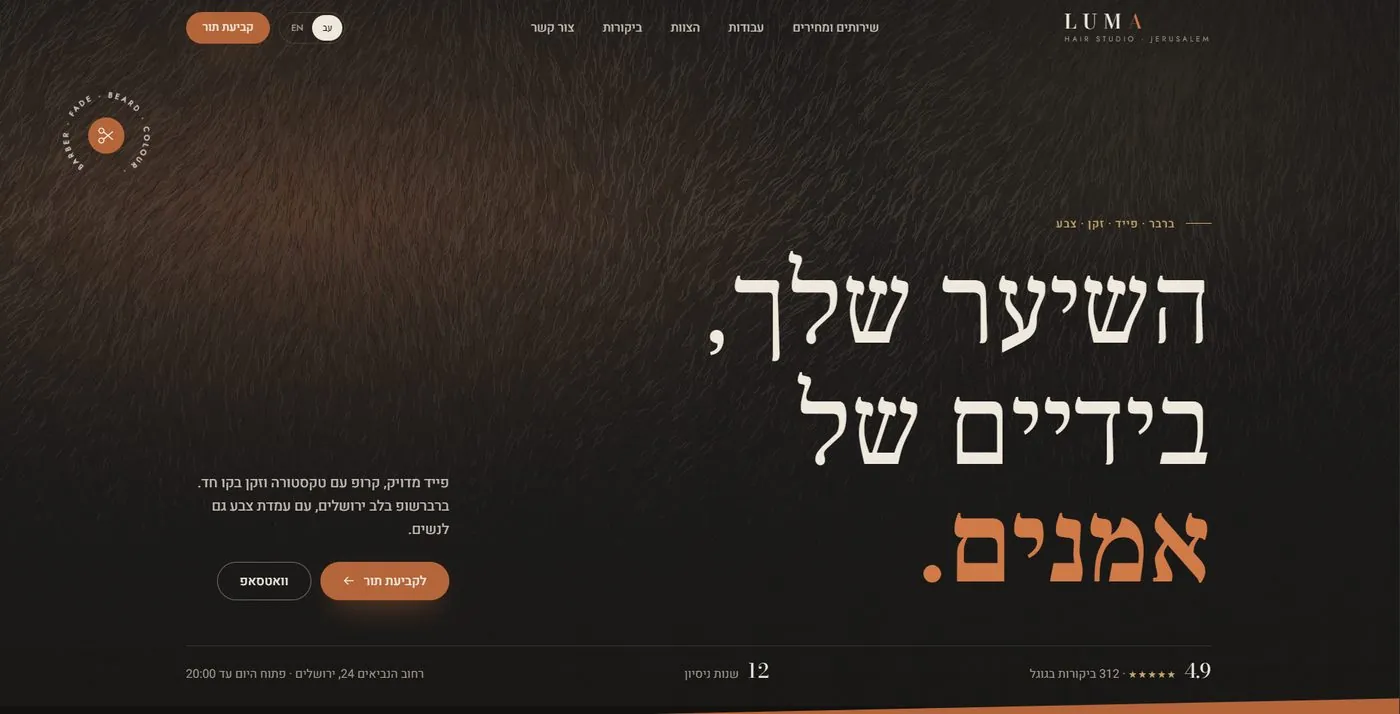 LUMA
HAIR STUDIO · JERUSALEM
שירותים ומחירים
עבודות
הצוות
ביקורות
צור קשר
עב
EN
קביעת תור
BARBER · FADE · BEARD · COLOUR ·
ברבר · פייד · זקן · צבע
השיער שלך,
בידיים של
אמנים.
פייד מדויק, קרופ עם טקסטורה וזקן בקו חד.
ברברשופ בלב ירושלים, עם עמדת צבע גם
לנשים.
לקביעת תור ←
וואטסאפ
4.9 ★★★★★ · 312 ביקורות בגוגל
12 שנות ניסיון
רחוב הנביאים 24, ירושלים · פתוח היום עד 20:00